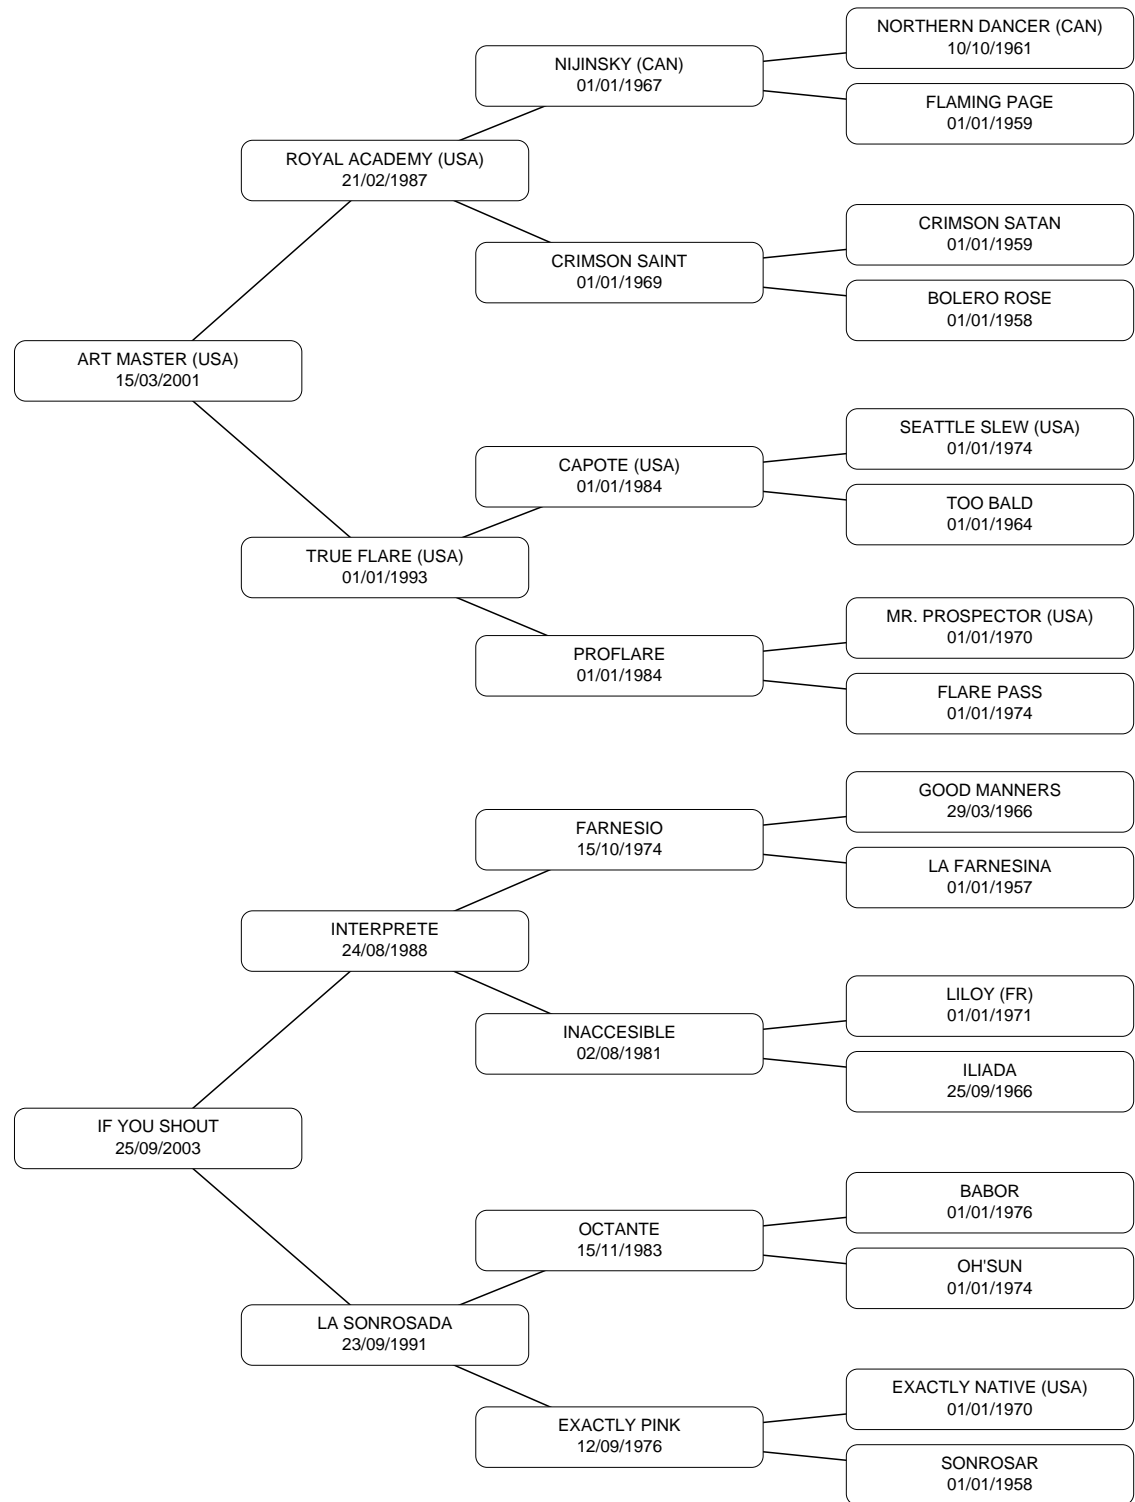 NORTHERN DANCER (CAN)
10/10/1961
NIJINSKY (CAN)
01/01/1967
FLAMING PAGE
01/01/1959
ROYAL ACADEMY (USA)
21/02/1987
CRIMSON SATAN
01/01/1959
CRIMSON SAINT
01/01/1969
BOLERO ROSE
01/01/1958
ART MASTER (USA)
15/03/2001
SEATTLE SLEW (USA)
01/01/1974
CAPOTE (USA)
01/01/1984
TOO BALD
01/01/1964
TRUE FLARE (USA)
01/01/1993
MR. PROSPECTOR (USA)
01/01/1970
PROFLARE
01/01/1984
FLARE PASS
01/01/1974
GOOD MANNERS
29/03/1966
FARNESIO
15/10/1974
LA FARNESINA
01/01/1957
INTERPRETE
24/08/1988
LILOY (FR)
01/01/1971
INACCESIBLE
02/08/1981
ILIADA
25/09/1966
IF YOU SHOUT
25/09/2003
BABOR
01/01/1976
OCTANTE
15/11/1983
OH'SUN
01/01/1974
LA SONROSADA
23/09/1991
EXACTLY NATIVE (USA)
01/01/1970
EXACTLY PINK
12/09/1976
SONROSAR
01/01/1958